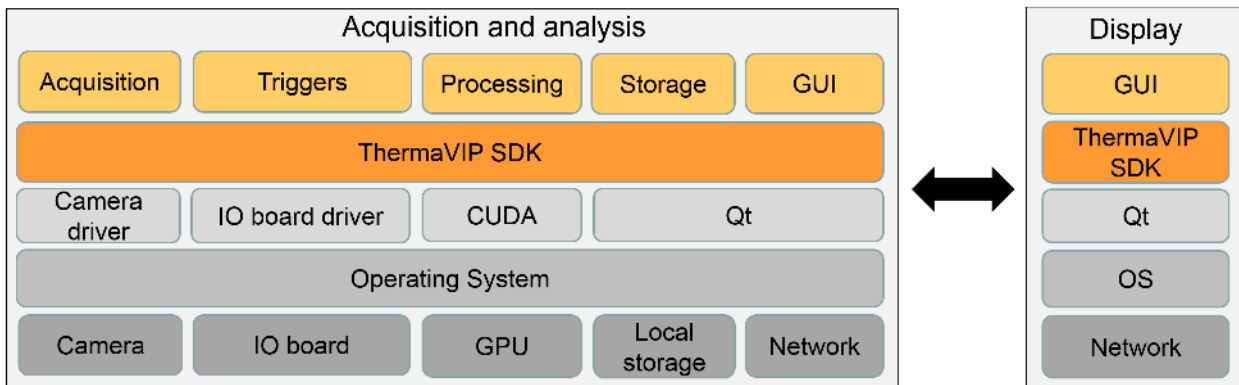 Acquisition and analysis
Acquisition
Triggers
Processing
Storage
GUI
ThermaVIP SDK
Camera
driver
IO board driver
CUDA
Qt
Operating System
Camera
IO board
GPU
Local
storage
Network
Display
GUI
ThermaVIP
SDK
Qt
OS
Network